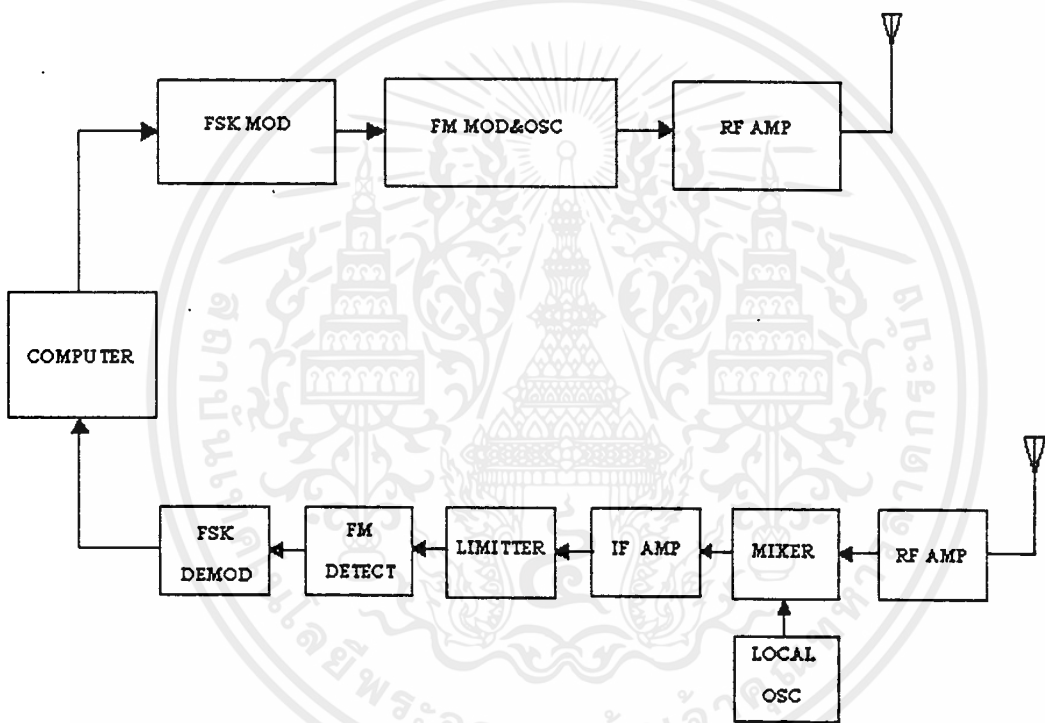 FSK MOD
FM MOD&OSC
RF AMP
COMPUTER
FSK
DEMOD
FM
DETECT
LIMITTER
IF AMP
MIXER
RF AMP
LOCAL
OSC